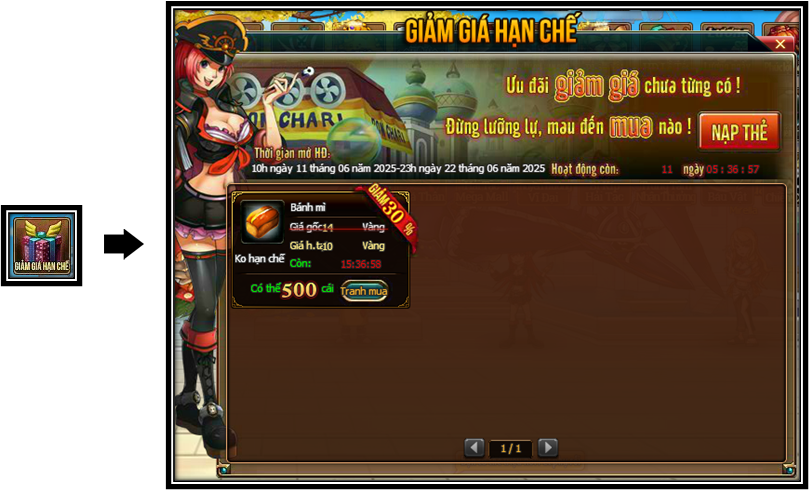 GIẢM GIÁ HẠN CHẾ
GIẢM GIÁ HẠN CHẾ
Ưu đãi giảm giá chưa từng có !
Đừng lưỡng lự, mau đến mua nào !
NẠP THẺ
Thời gian mở HĐ:
10h ngày 11 tháng 06 năm 2025-23h ngày 22 tháng 06 năm 2025
Hoạt động còn: 11 ngày 05 : 36 : 57
GIẢM 30 %
Bánh mì
Giá gốc 14 Vàng
Giá h.tại 10 Vàng
Ko hạn chế
Còn: 15:36:58
Có thể 500 cái
Tranh mua
1/1